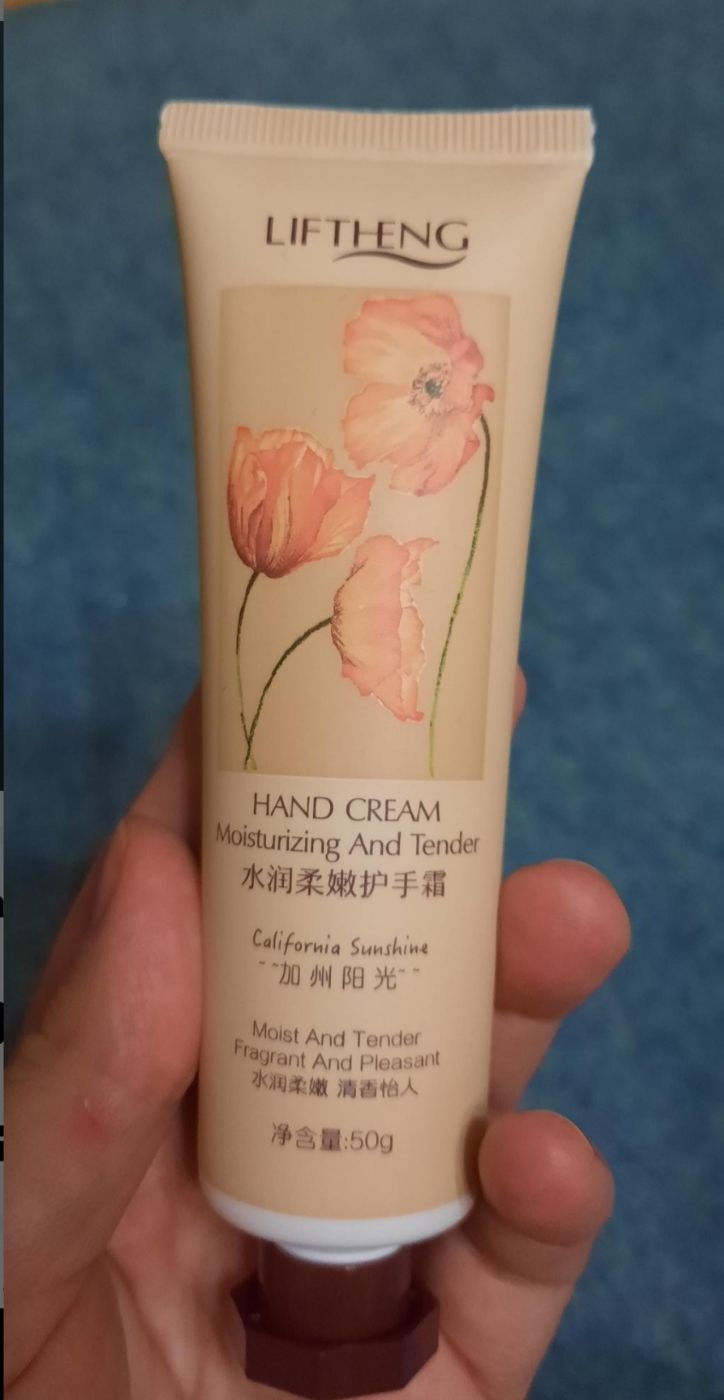 LIFTHENG
HAND CREAM
Moisturizing And Tender
水润柔嫩护手霜
California Sunshine
~~加州阳光~~
Moist And Tender
Fragrant And Pleasant
水润柔嫩 清香怡人
净含量:50g